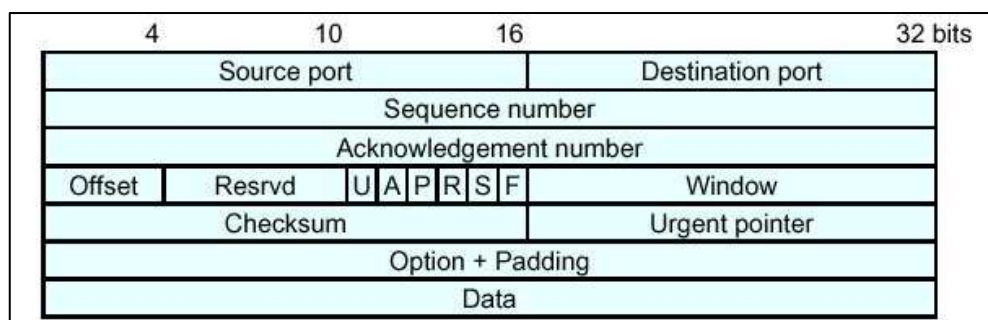 4 10 16 32 bits
Source port Destination port
Sequence number
Acknowledgement number
Offset Resrvd U A P R S F Window
Checksum Urgent pointer
Option + Padding
Data